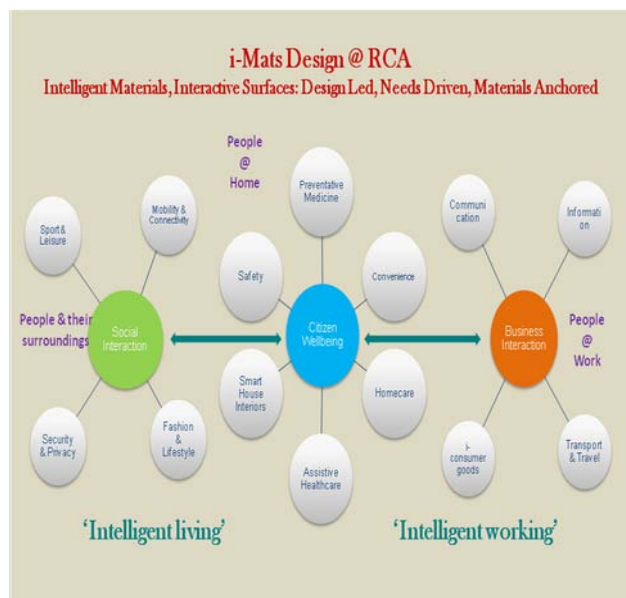 i-Mats Design @ RCA
Intelligent Materials, Interactive Surfaces: Design Led, Needs Driven, Materials Anchored
People
@
Home
Preventative
Medicine
Mobility &
Connectivity
Sport &
Leisure
Communi
cation
Informati
on
Safety
Convenience
People & their
surroundings
Social
Interaction
Citizen
Wellbeing
Business
Interaction
People
@
Work
Smart
House
Interiors
Homecare
Security
& Privacy
Fashion
&
Lifestyle
Assistive
Healthcare
i-
consumer
goods
Transport
& Travel
'Intelligent living'
'Intelligent working'